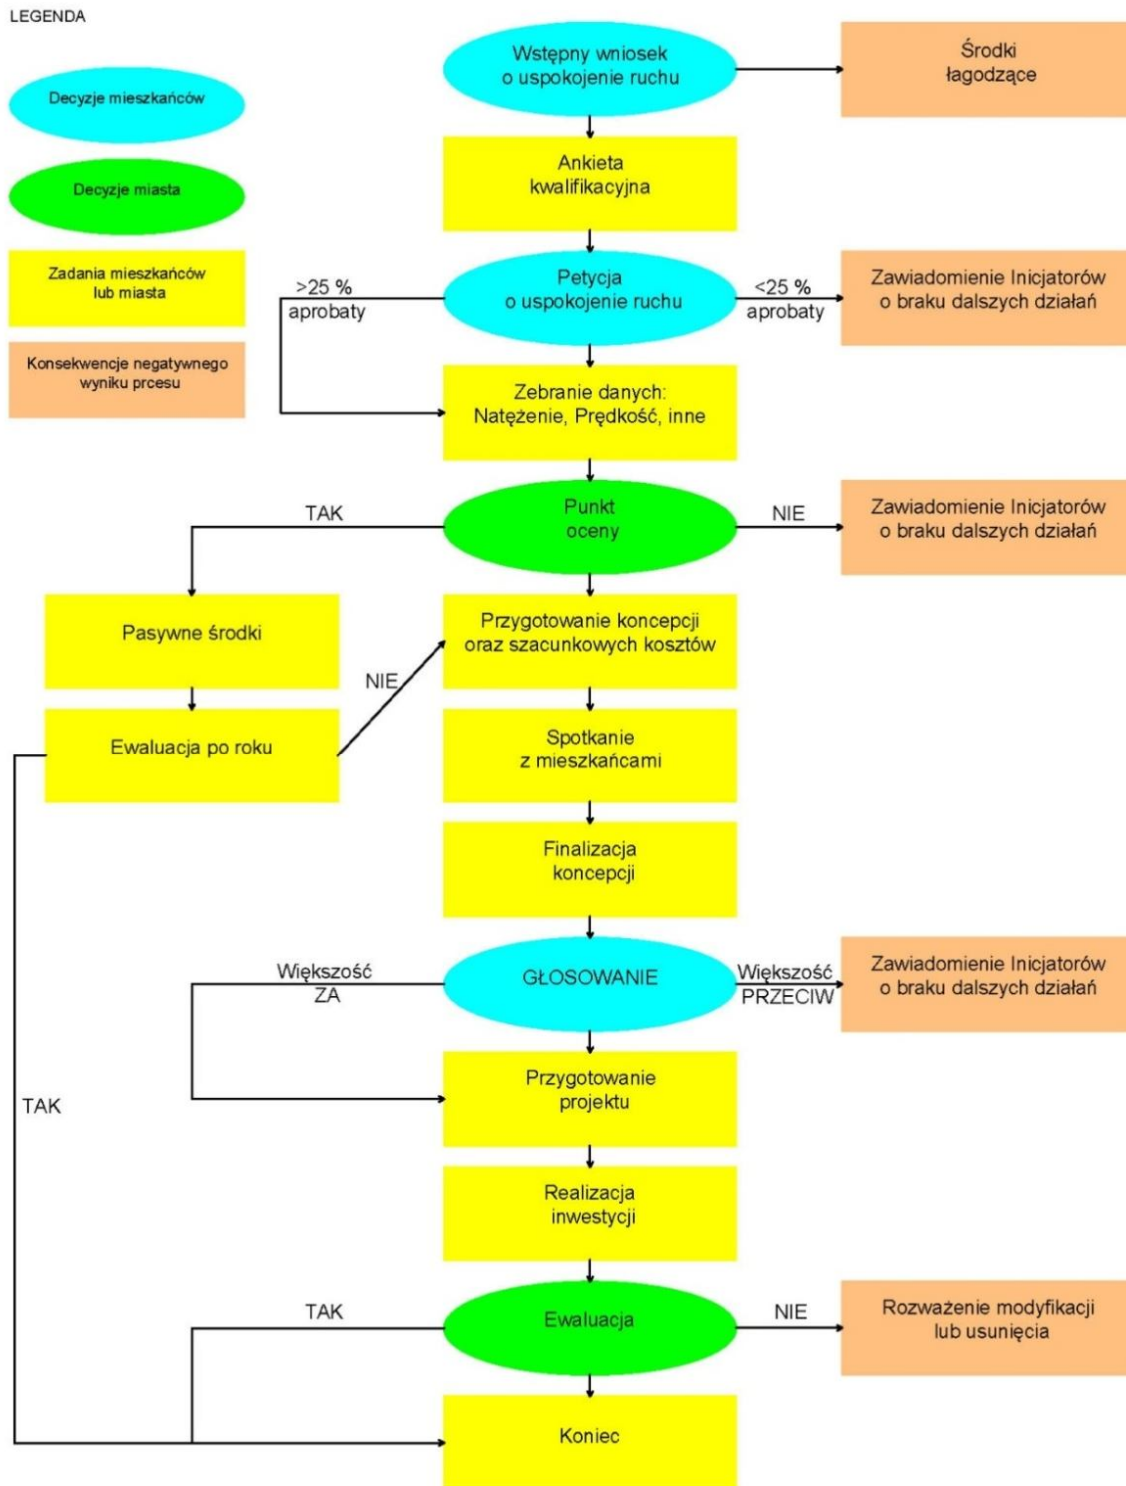 LEGENDA
Decyzje mieszkańców
Decyzje miasta
Zadania mieszkańców
lub miasta
Konsekwencje negatywnego
wyniku prcesu
Wstępny wniosek
o uspokojenie ruchu
Środki
łagodzące
Ankieta
kwalifikacyjna
>25 %
aprobaty
Petycja
o uspokojenie ruchu
<25 %
aprobaty
Zawiadomienie Inicjatorów
o braku dalszych działań
Zebranie danych:
Natężenie, Prędkość, inne
TAK
Punkt
oceny
NIE
Zawiadomienie Inicjatorów
o braku dalszych działań
Pasywne środki
Przygotowanie koncepcji
oraz szacunkowych kosztów
NIE
Ewaluacja po roku
Spotkanie
z mieszkańcami
Finalizacja
koncepcji
Większość
ZA
GŁOSOWANIE
Większość
PRZECIW
Zawiadomienie Inicjatorów
o braku dalszych działań
TAK
Przygotowanie
projektu
Realizacja
inwestycji
TAK
Ewaluacja
NIE
Rozważenie modyfikacji
lub usunięcia
Koniec